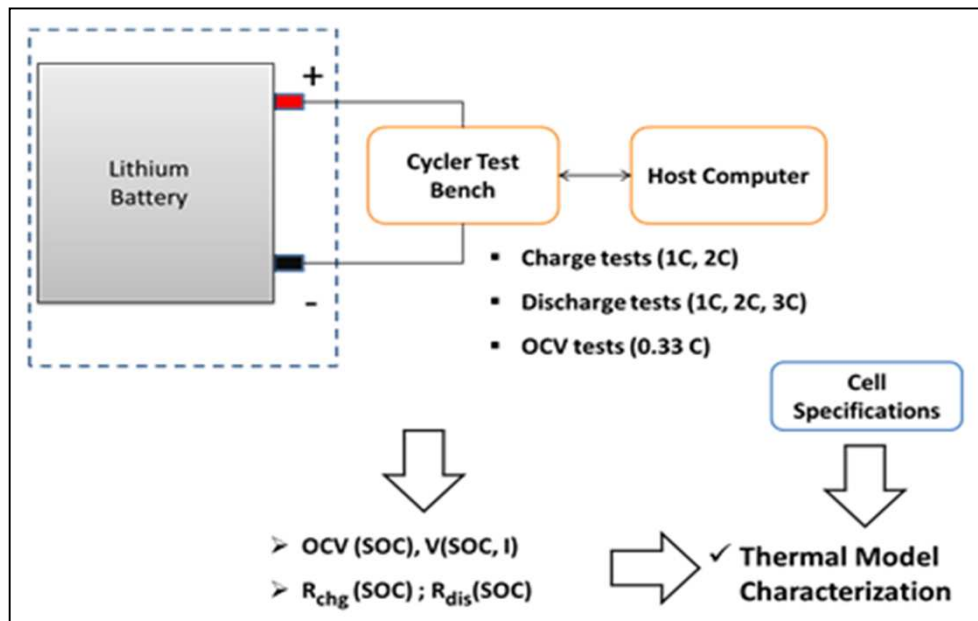 +
Lithium
Battery
-
Cycler Test
Bench
Host Computer
▪ Charge tests (1C, 2C)
▪ Discharge tests (1C, 2C, 3C)
▪ OCV tests (0.33 C)
Cell
Specifications
➢ OCV (SOC), V(SOC, I)
➢ Rchg (SOC) ; Rdis(SOC)
✓ Thermal Model
Characterization